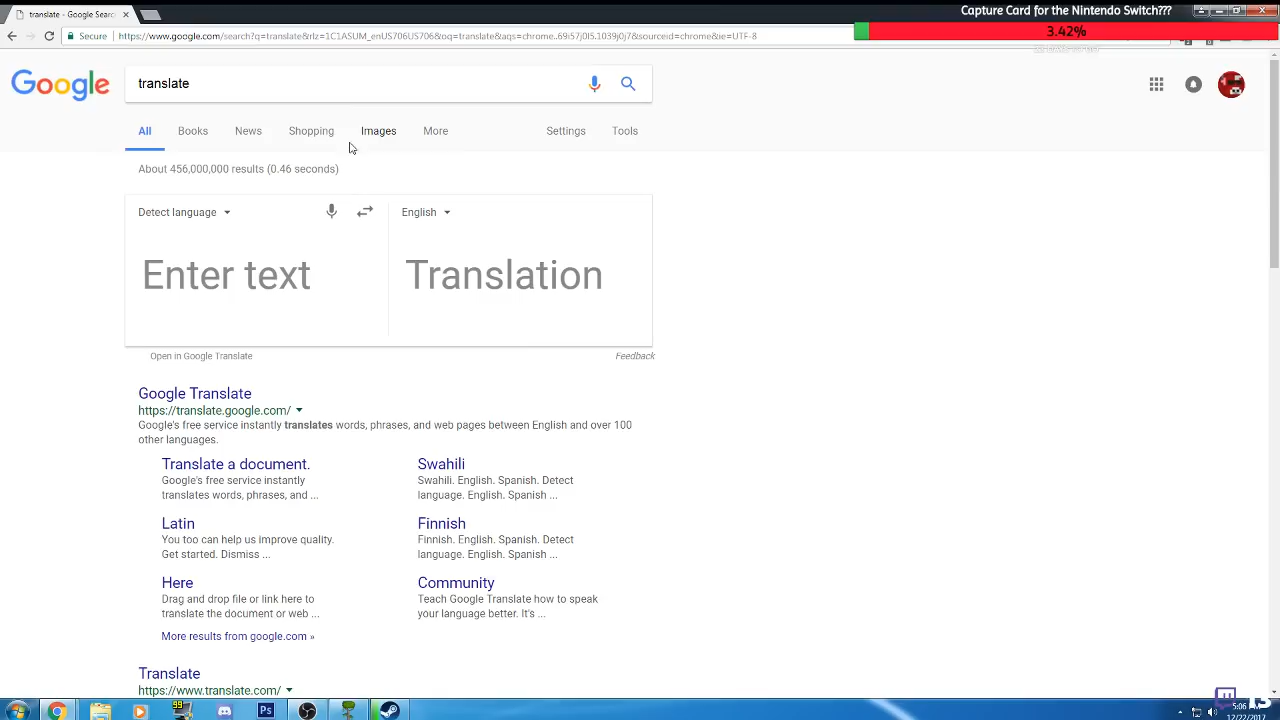 translate - Google Searc
Capture Card for the Nintendo Switch???
3.42%
Secure
Google
translate
All
Books
News
Shopping
Images
More
Settings
Tools
About 456,000,000 results (0.46 seconds)
Detect language
English
Enter text
Translation
Open in Google Translate
Feedback
Google Translate
https://translate.google.com/
Google's free service instantly translates words, phrases, and web pages between English and over 100
other languages.
Translate a document.
Google's free service instantly
translates words, phrases, and ...
Swahili
Swahili. English. Spanish. Detect
language. English. Spanish ...
Latin
You too can help us improve quality.
Get started. Dismiss ...
Finnish
Finnish. English. Spanish. Detect
language. English. Spanish ...
Here
Drag and drop file or link here to
translate the document or web ...
Community
Teach Google Translate how to speak
your language better. It's ...
More results from google.com »
Translate
https://www.translate.com/
Ps
5:06
12/22/2017